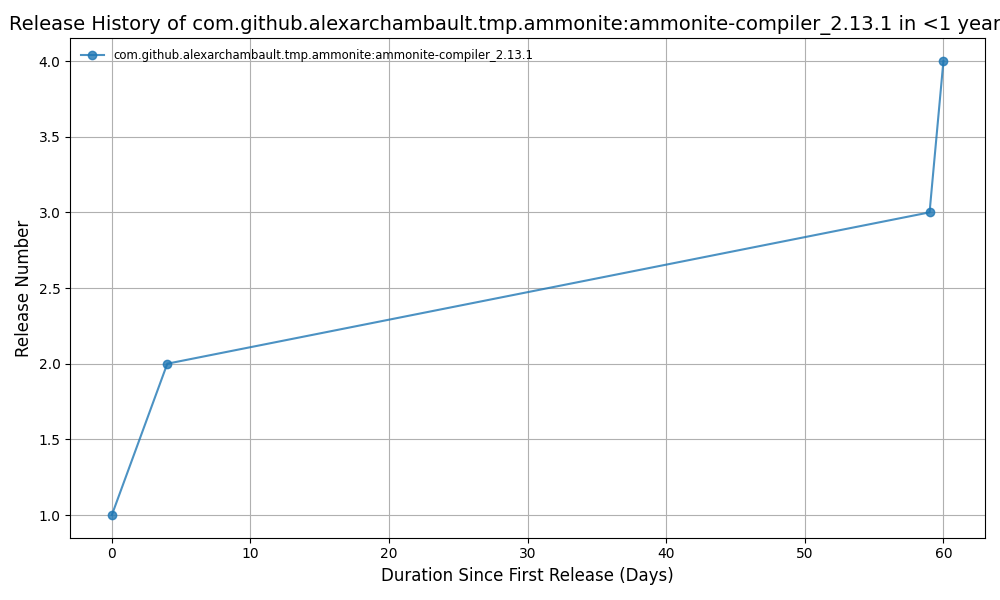 Release History of com.github.alexarchambault.tmp.ammonite:ammonite-compiler_2.13.1 in <1 year
com.github.alexarchambault.tmp.ammonite:ammonite-compiler_2.13.1
Release Number
4.0
3.5
3.0
2.5
2.0
1.5
1.0
0 10 20 30 40 50 60
Duration Since First Release (Days)